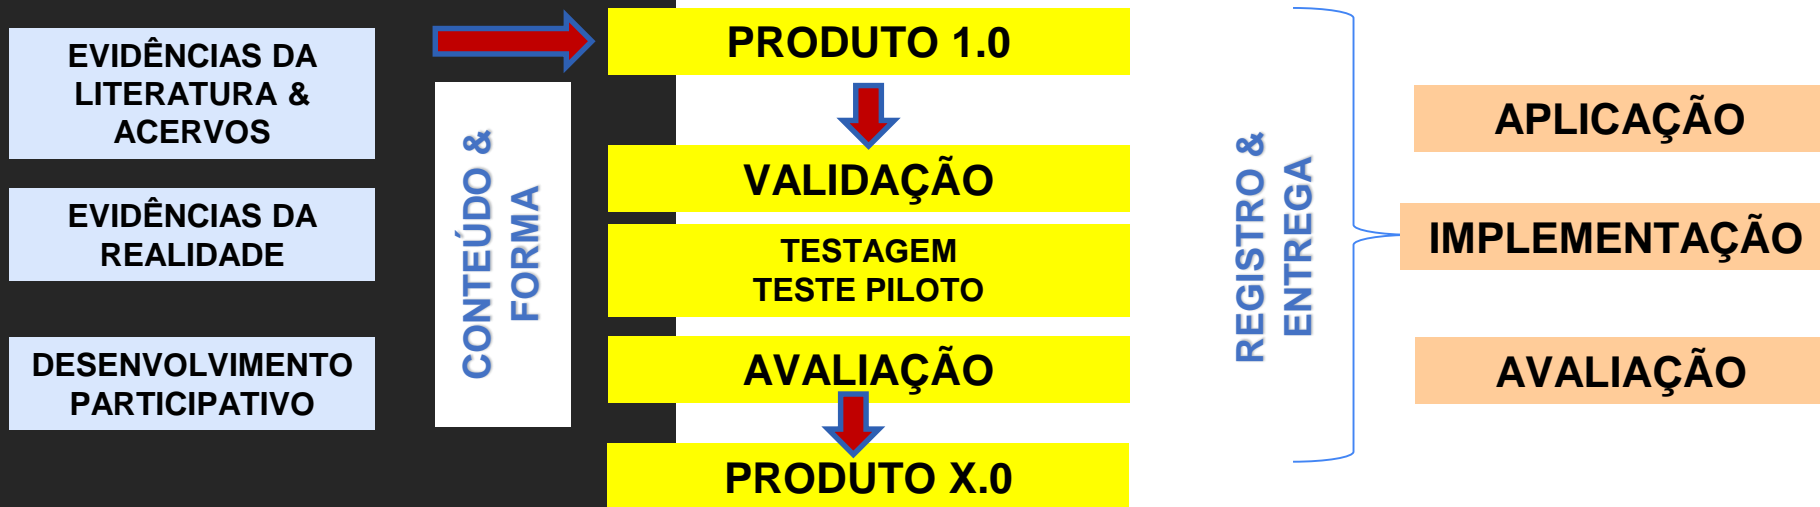 EVIDÊNCIAS DA
LITERATURA &
ACERVOS
EVIDÊNCIAS DA
REALIDADE
DESENVOLVIMENTO
PARTICIPATIVO
CONTEÚDO &
FORMA
PRODUTO 1.0
VALIDAÇÃO
TESTAGEM
TESTE PILOTO
AVALIAÇÃO
PRODUTO X.0
REGISTRO &
ENTREGA
APLICAÇÃO
IMPLEMENTAÇÃO
AVALIAÇÃO